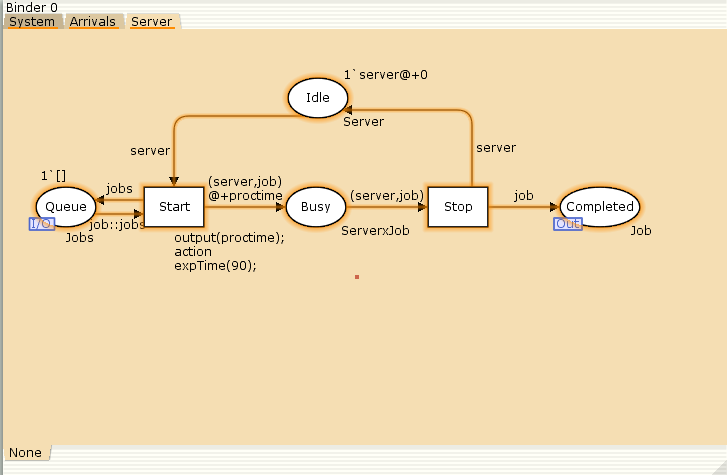 Binder 0
System
Arrivals
Server
1`server@+0
Idle
Server
server
server
1`[]
jobs
(server,job)
@+proctime
(server,job)
job
Queue
Start
Busy
Stop
Completed
I/O
job::jobs
Out
Jobs
ServerxJob
Job
output(proctime);
action
expTime(90);
None